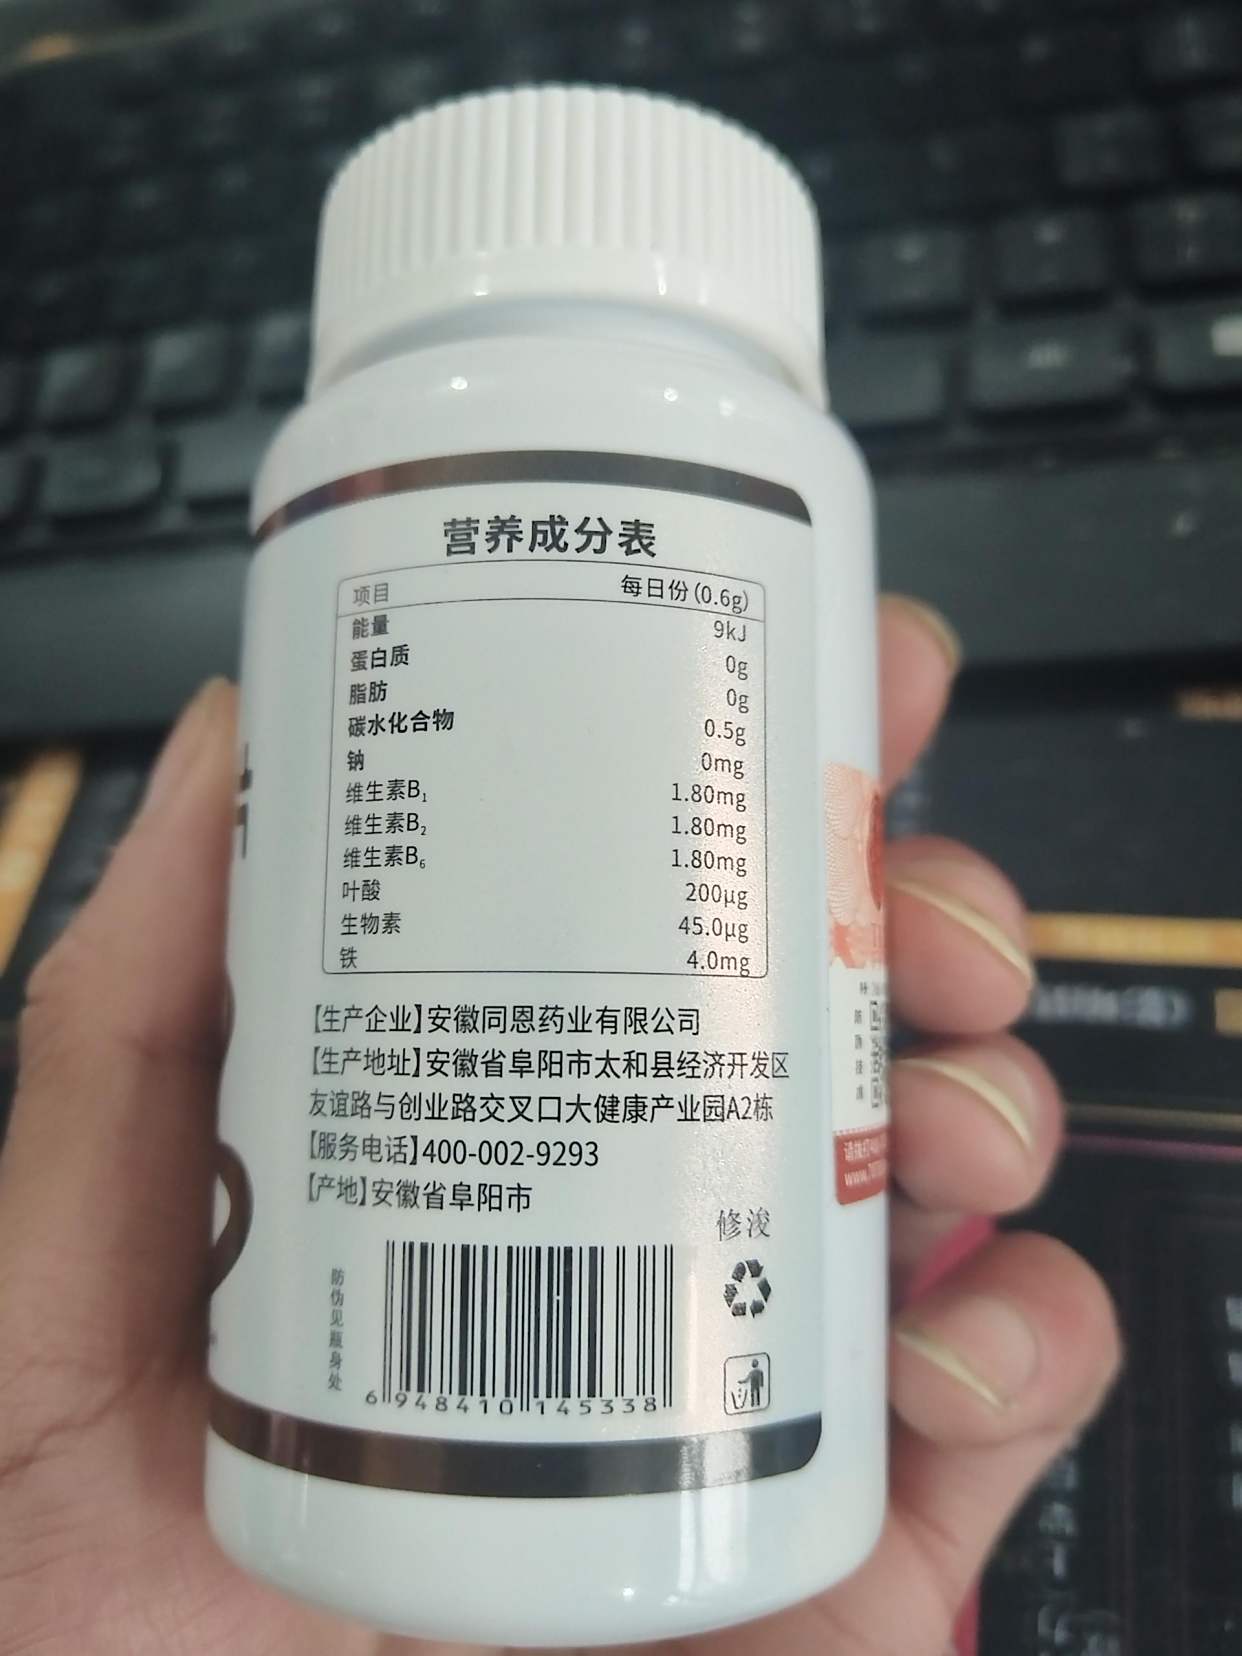 营养成分表
项目 每日份(0.6g)
能量 9kJ
蛋白质 0g
脂肪 0g
碳水化合物 0.5g
钠 0mg
维生素B₁ 1.80mg
维生素B₂ 1.80mg
维生素B₆ 1.80mg
叶酸 200μg
生物素 45.0μg
铁 4.0mg
【生产企业】安徽同恩药业有限公司
【生产地址】安徽省阜阳市太和县经济开发区
友谊路与创业路交叉口大健康产业园A2栋
【服务电话】400-002-9293
【产地】安徽省阜阳市
修浚
防伪见瓶身处
6 948410 145338